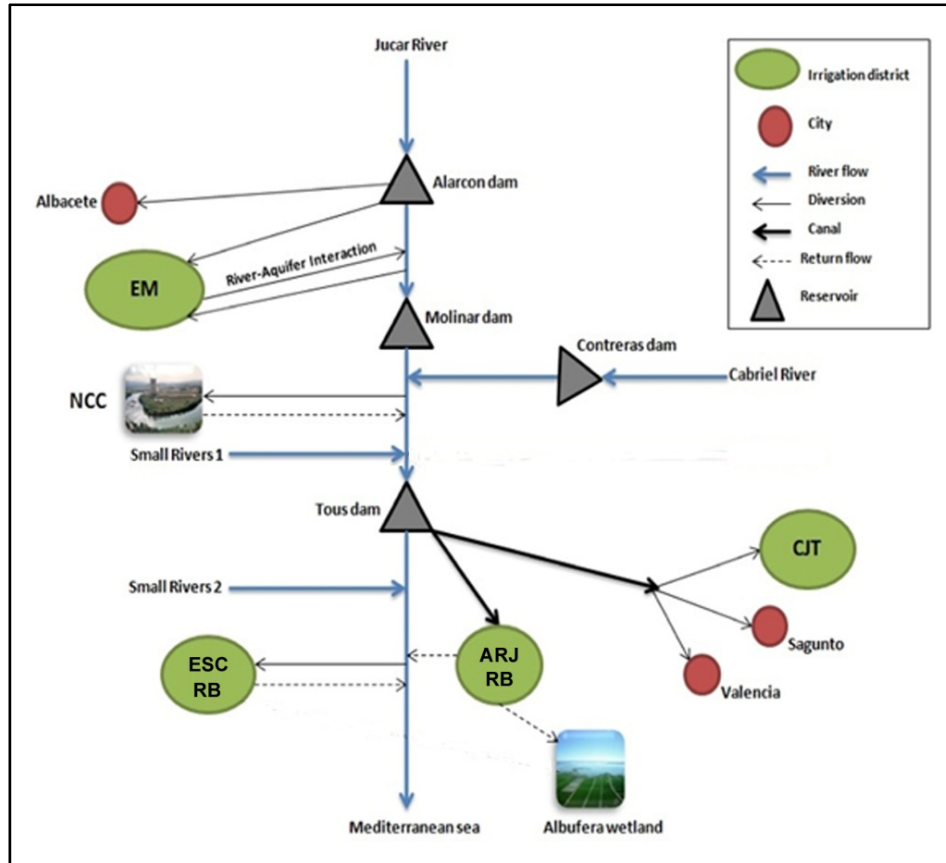 Jucar River
Irrigation district
City
River flow
Diversion
Canal
Return flow
Reservoir
Alarcon dam
Albacete
River-Aquifer Interaction
EM
Molinar dam
Contreras dam
Cabriel River
NCC
Small Rivers 1
Tous dam
CJT
Small Rivers 2
Sagunto
ESC
RB
ARJ
RB
Valencia
Mediterranean sea
Albufera wetland